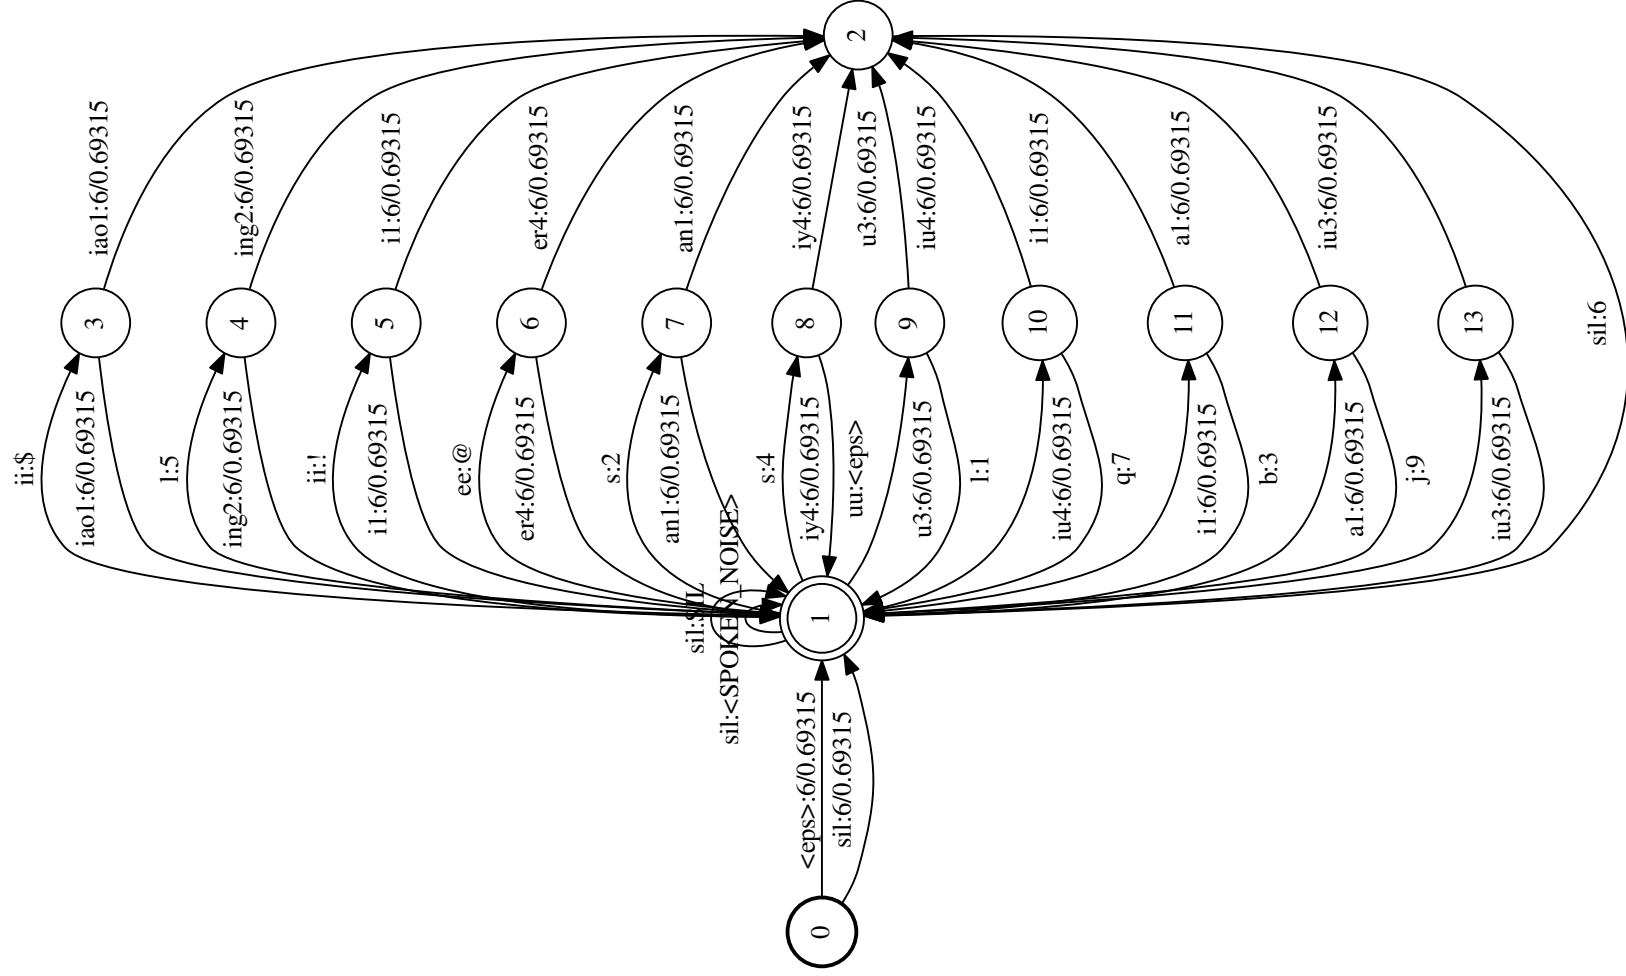 0
<eps>:6/0.69315
sil:6/0.69315
1
sil:SIL
sil:<SPOKEN_NOISE>
ii:$
iao1:6/0.69315
l:5
ing2:6/0.69315
ii:!
i1:6/0.69315
ee:@
er4:6/0.69315
s:2
an1:6/0.69315
s:4
iy4:6/0.69315
uu:<eps>
u3:6/0.69315
l:1
iu4:6/0.69315
q:7
i1:6/0.69315
b:3
a1:6/0.69315
j:9
iu3:6/0.69315
sil:6
3
4
5
6
7
8
9
10
11
12
13
iao1:6/0.69315
ing2:6/0.69315
i1:6/0.69315
er4:6/0.69315
an1:6/0.69315
iy4:6/0.69315
u3:6/0.69315
iu4:6/0.69315
i1:6/0.69315
a1:6/0.69315
iu3:6/0.69315
2